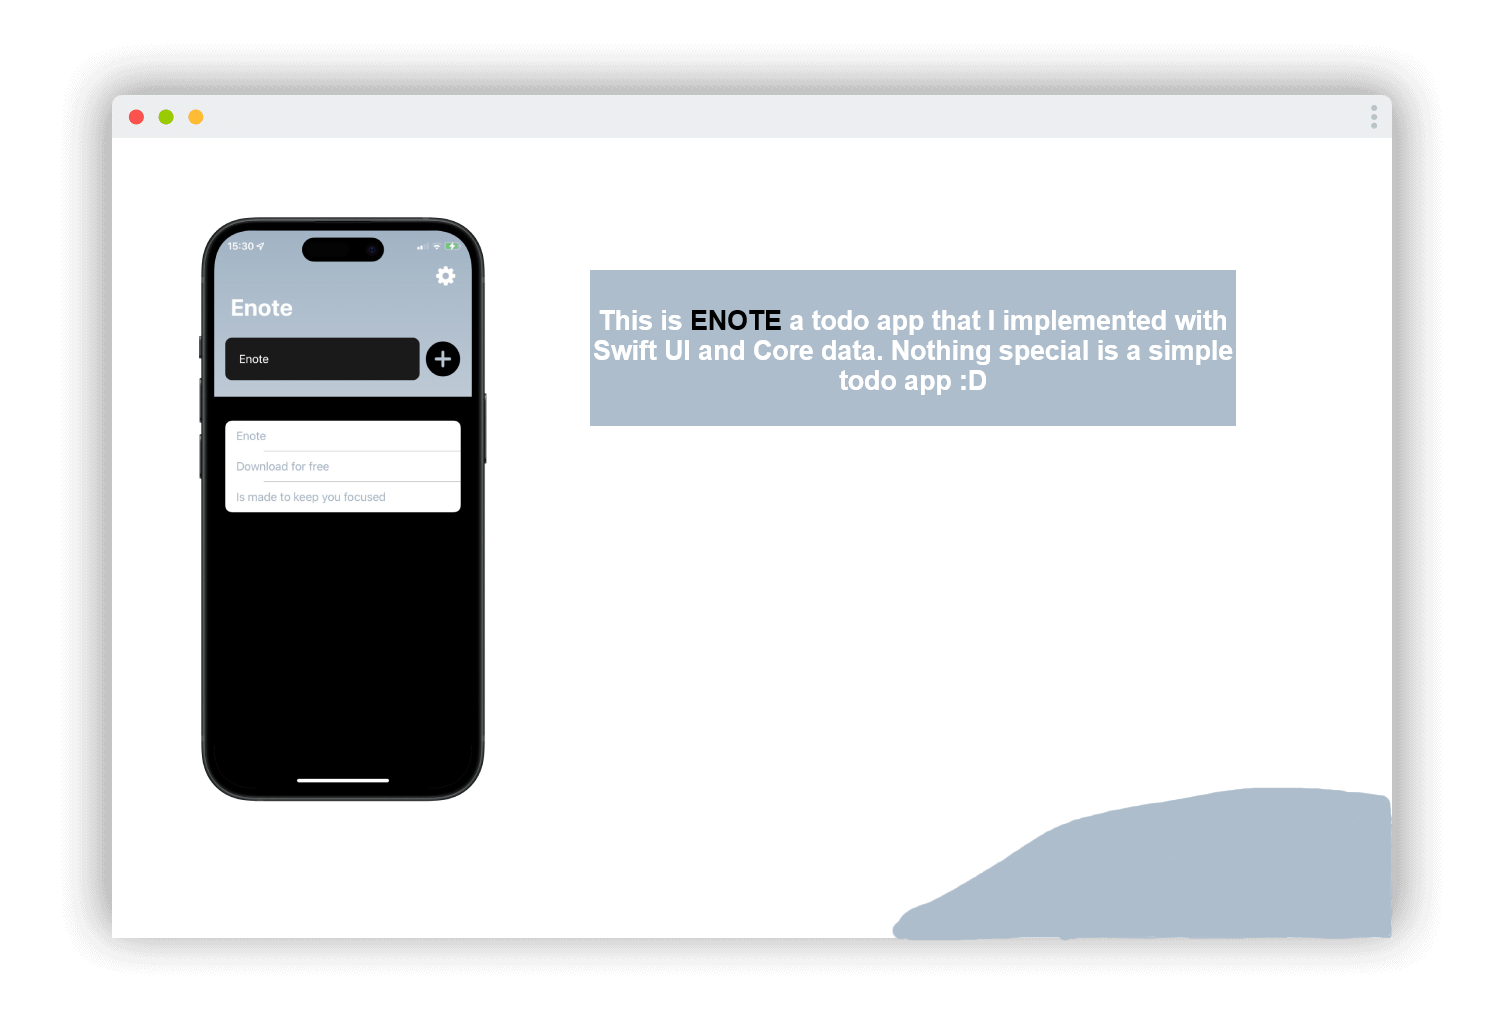 15:30
Enote
Enote
Enote
Download for free
Is made to keep you focused
This is ENOTE a todo app that I implemented with
Swift UI and Core data. Nothing special is a simple
todo app :D